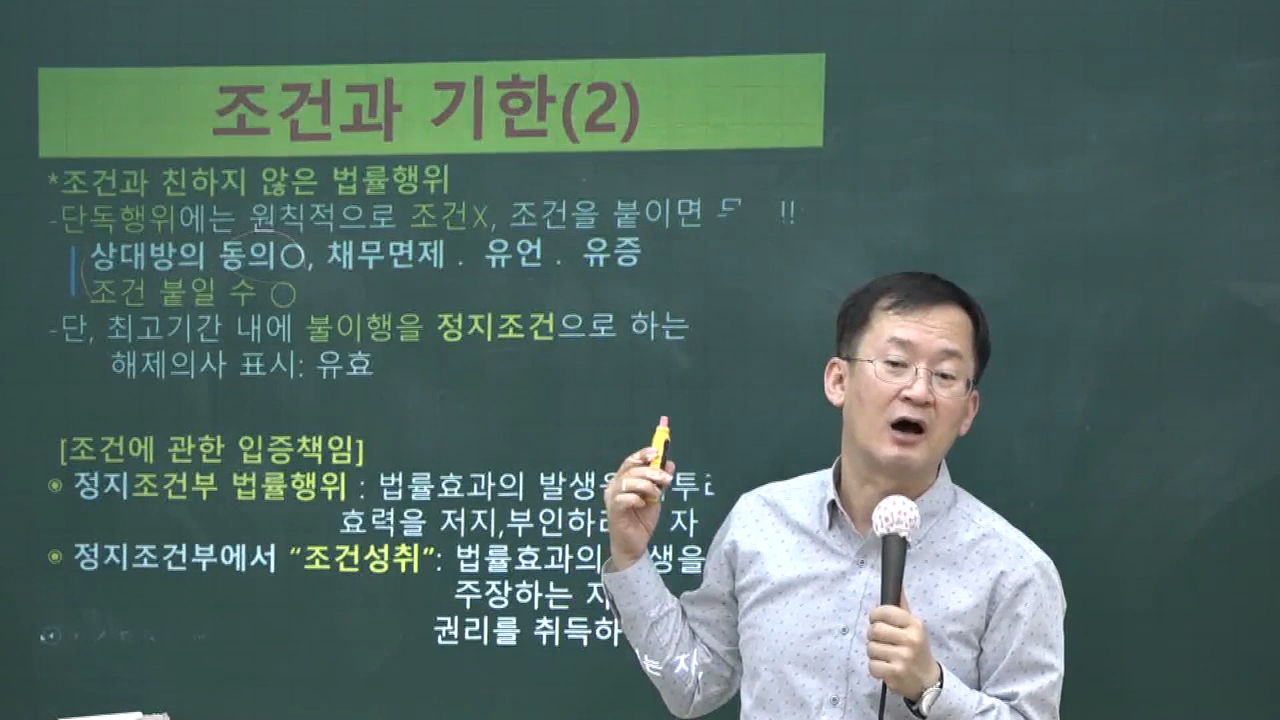 조건과 기한(2)
*조건과 친하지 않은 법률행위
-단독행위에는 원칙적으로 조건X, 조건을 붙이면 !!
상대방의 동의○, 채무면제 . 유언 . 유증
조건 붙일 수 ○
-단, 최고기간 내에 불이행을 정지조건으로 하는
해제의사 표시: 유효
[조건에 관한 입증책임]
◉ 정지조건부 법률행위 : 법률효과의
효력을 저지,부인하려 자
◉ 정지조건부에서 “조건성취”: 법률효과의
주장하는
권리를